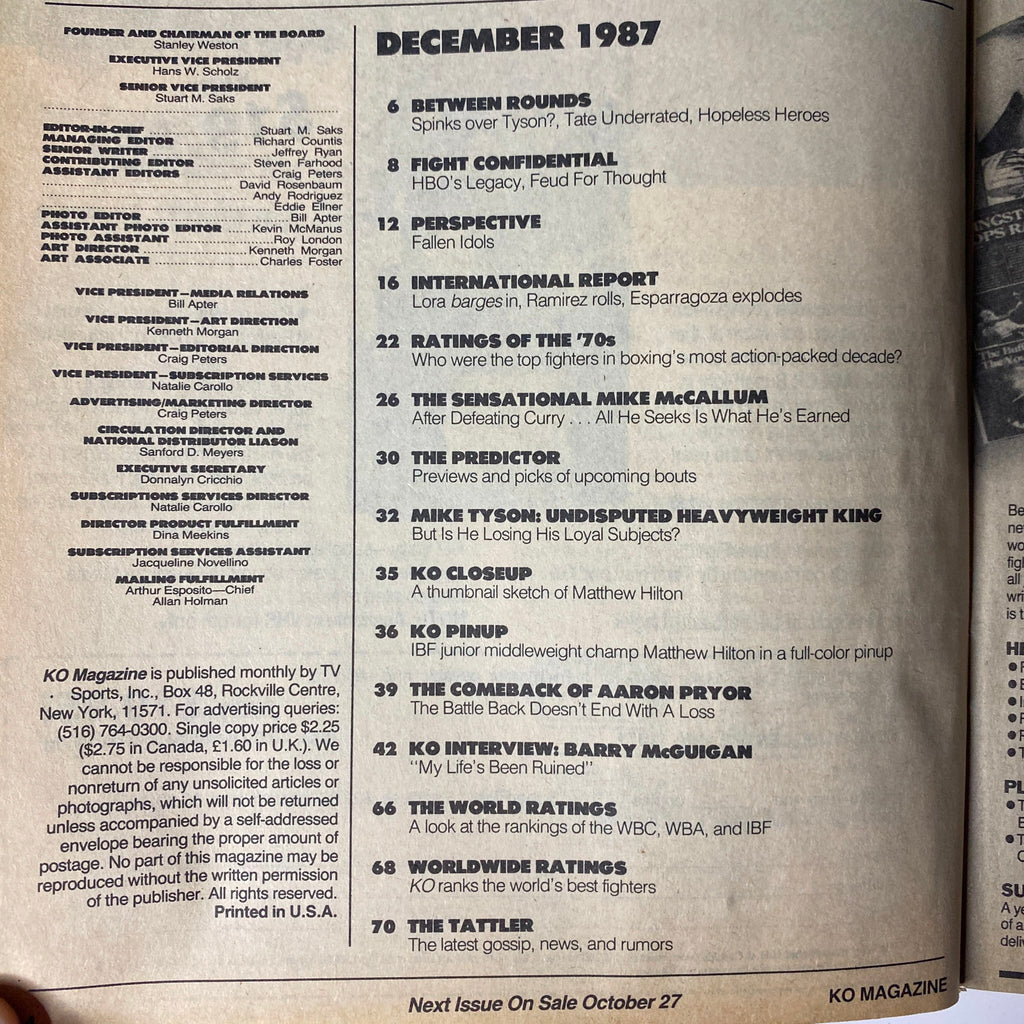 FOUNDER AND CHAIRMAN OF THE BOARD
Stanley Weston
EXECUTIVE VICE PRESIDENT
Hans W. Scholz
SENIOR VICE PRESIDENT
Stuart M. Saks
EDITOR-IN-CHIEF ..................... Stuart M. Saks
MANAGING EDITOR ................... Richard Countis
SENIOR WRITER ....................... Jeffrey Ryan
CONTRIBUTING EDITOR .......... Steven Farhood
ASSISTANT EDITORS ................ Craig Peters
................................ David Rosenbaum
................................ Andy Rodriguez
................................ Eddie Ellner
PHOTO EDITOR ......................... Bill Apter
ASSISTANT PHOTO EDITOR ..... Kevin McManus
PHOTO ASSISTANT ................... Roy London
ART DIRECTOR ..................... Kenneth Morgan
ART ASSOCIATE ................... Charles Foster
VICE PRESIDENT—MEDIA RELATIONS
Bill Apter
VICE PRESIDENT—ART DIRECTION
Kenneth Morgan
VICE PRESIDENT—EDITORIAL DIRECTION
Craig Peters
VICE PRESIDENT—SUBSCRIPTION SERVICES
Natalie Carollo
ADVERTISING/MARKETING DIRECTOR
Craig Peters
CIRCULATION DIRECTOR AND
NATIONAL DISTRIBUTOR LIASON
Sanford D. Meyers
EXECUTIVE SECRETARY
Donnalyn Cricchio
SUBSCRIPTIONS SERVICES DIRECTOR
Natalie Carollo
DIRECTOR PRODUCT FULFILLMENT
Dina Meekins
SUBSCRIPTION SERVICES ASSISTANT
Jacqueline Novellino
MAILING FULFILLMENT
Arthur Esposito—Chief
Allan Holman
KO Magazine is published monthly by TV
Sports, Inc., Box 48, Rockville Centre,
New York, 11571. For advertising queries:
(516) 764-0300. Single copy price $2.25
($2.75 in Canada, £1.60 in U.K.). We
cannot be responsible for the loss or
nonreturn of any unsolicited articles or
photographs, which will not be returned
unless accompanied by a self-addressed
envelope bearing the proper amount of
postage. No part of this magazine may be
reproduced without the written permission
of the publisher. All rights reserved.
Printed in U.S.A.
DECEMBER 1987
6 BETWEEN ROUNDS
Spinks over Tyson?, Tate Underrated, Hopeless Heroes
8 FIGHT CONFIDENTIAL
HBO's Legacy, Feud For Thought
12 PERSPECTIVE
Fallen Idols
16 INTERNATIONAL REPORT
Lora barges in, Ramirez rolls, Esparragoza explodes
22 RATINGS OF THE '70s
Who were the top fighters in boxing's most action-packed decade?
26 THE SENSATIONAL MIKE McCALLUM
After Defeating Curry . . . All He Seeks Is What He's Earned
30 THE PREDICTOR
Previews and picks of upcoming bouts
32 MIKE TYSON: UNDISPUTED HEAVYWEIGHT KING
But Is He Losing His Loyal Subjects?
35 KO CLOSEUP
A thumbnail sketch of Matthew Hilton
36 KO PINUP
IBF junior middleweight champ Matthew Hilton in a full-color pinup
39 THE COMEBACK OF AARON PRYOR
The Battle Back Doesn't End With A Loss
42 KO INTERVIEW: BARRY McGUIGAN
"My Life's Been Ruined"
66 THE WORLD RATINGS
A look at the rankings of the WBC, WBA, and IBF
68 WORLDWIDE RATINGS
KO ranks the world's best fighters
70 THE TATTLER
The latest gossip, news, and rumors
Next Issue On Sale October 27
KO MAGAZINE